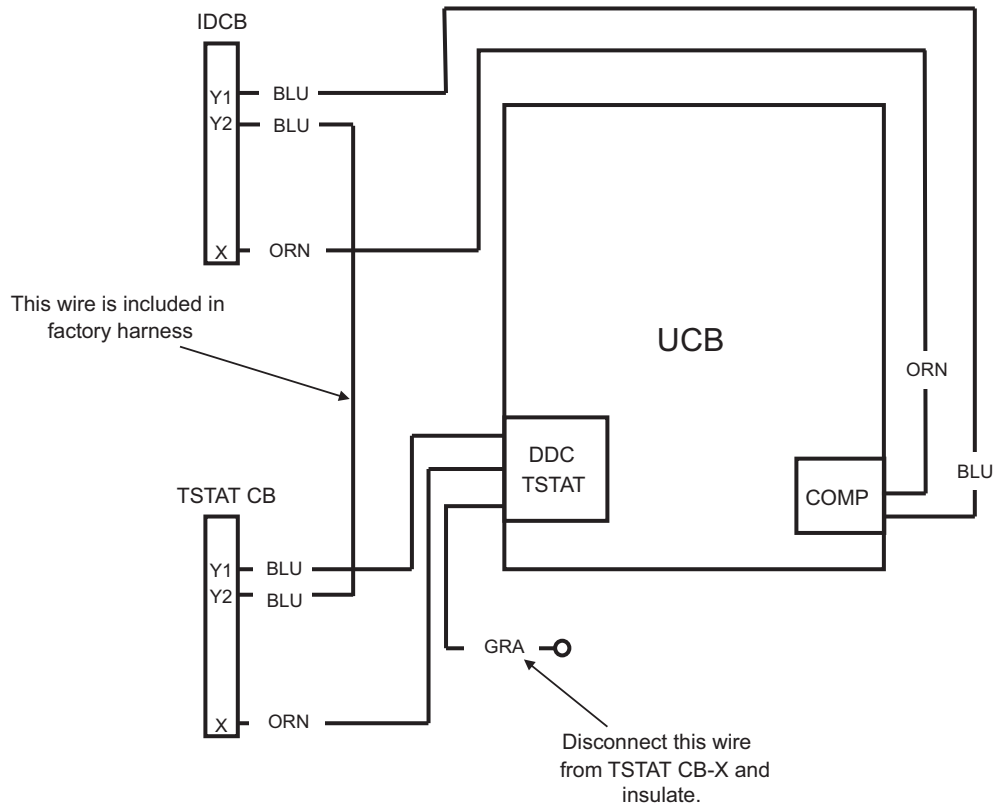 IDCB
Y1
BLU
Y2
BLU
X
ORN
This wire is included in
factory harness
UCB
ORN
BLU
DDC
TSTAT
COMP
TSTAT CB
Y1
BLU
Y2
BLU
GRA
X
ORN
Disconnect this wire
from TSTAT CB-X and
insulate.